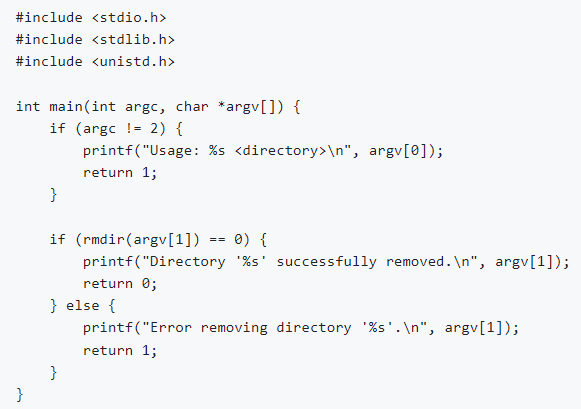 #include <stdio.h>
#include <stdlib.h>
#include <unistd.h>

int main(int argc, char *argv[]) {
    if (argc != 2) {
        printf("Usage: %s <directory>\n", argv[0]);
        return 1;
    }

    if (rmdir(argv[1]) == 0) {
        printf("Directory '%s' successfully removed.\n", argv[1]);
        return 0;
    } else {
        printf("Error removing directory '%s'.\n", argv[1]);
        return 1;
    }
}